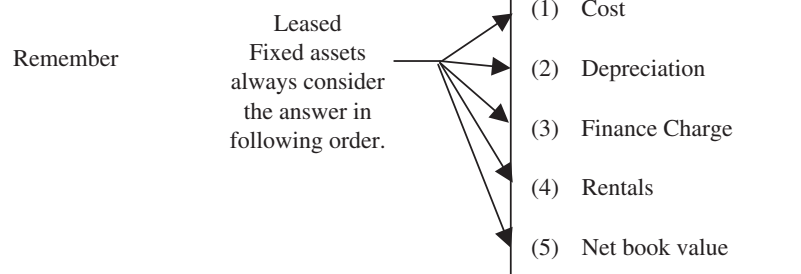 Remember
Leased
Fixed assets
always consider
the answer in
following order.
(1) Cost
(2) Depreciation
(3) Finance Charge
(4) Rentals
(5) Net book value